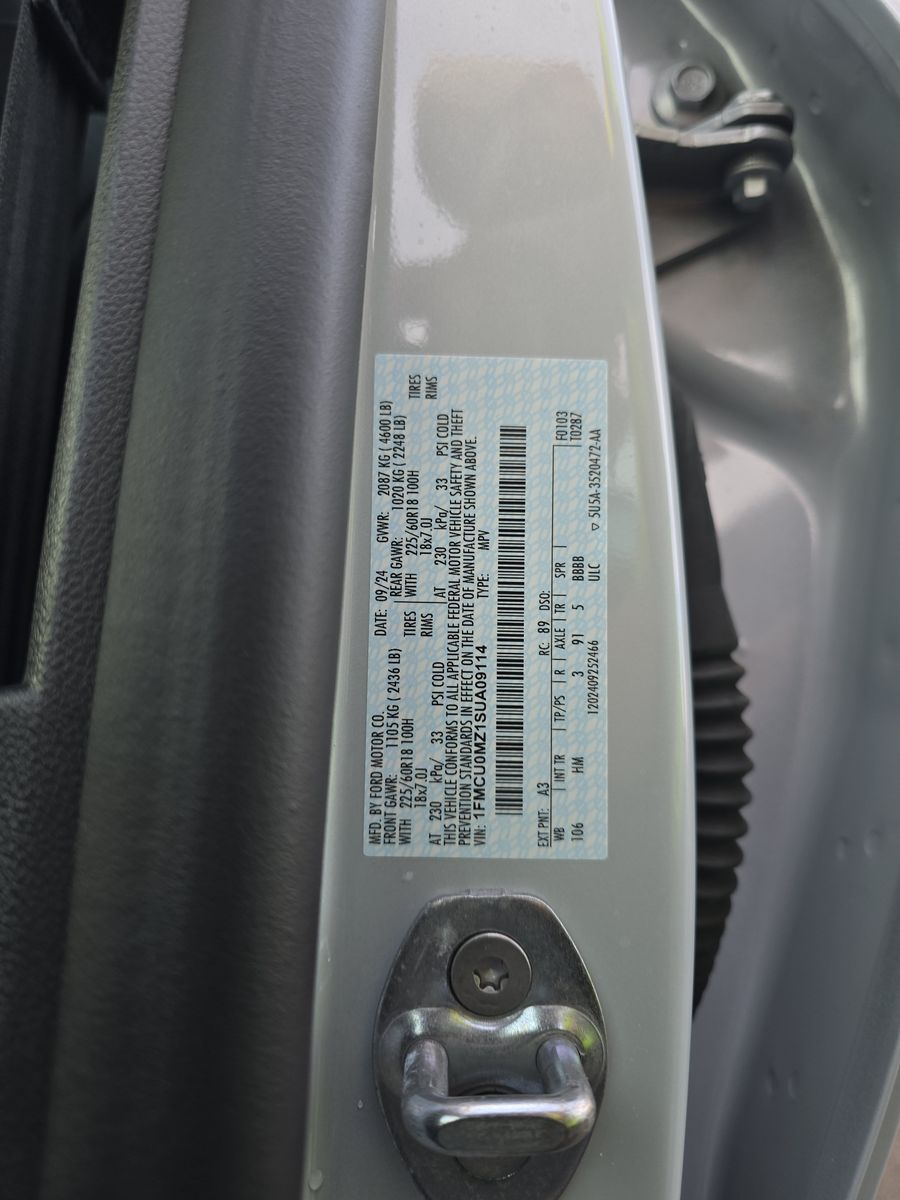 MFD. BY FORD MOTOR CO.
DATE: 09/24 GVWR: 2087 KG ( 4600 LB)
FRONT GAWR: 1105 KG ( 2436 LB) REAR GAWR: 1020 KG ( 2248 LB)
WITH 225/60R18 100H TIRES WITH 225/60R18 100H TIRES
18x7.0J RIMS 18x7.0J RIMS
AT 230 kPa/ 33 PSI COLD AT 230 kPa/ 33 PSI COLD
THIS VEHICLE CONFORMS TO ALL APPLICABLE FEDERAL MOTOR VEHICLE SAFETY AND THEFT
PREVENTION STANDARDS IN EFFECT ON THE DATE OF MANUFACTURE SHOWN ABOVE.
VIN: 1FMCU0MZ1SUA09114 TYPE: MPV
EXT PNT: A3 RC: 89 DSO: F0103
WB INT TR TP/PS R AXLE TR SPR T0287
106 HM 3 91 5 BBBB
1202409252466 ULC ▽ 5U5A-3520472-AA